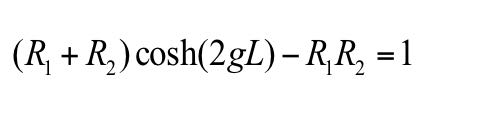 (R₁ + R₂) cosh(2gL) − R₁R₂ = 1